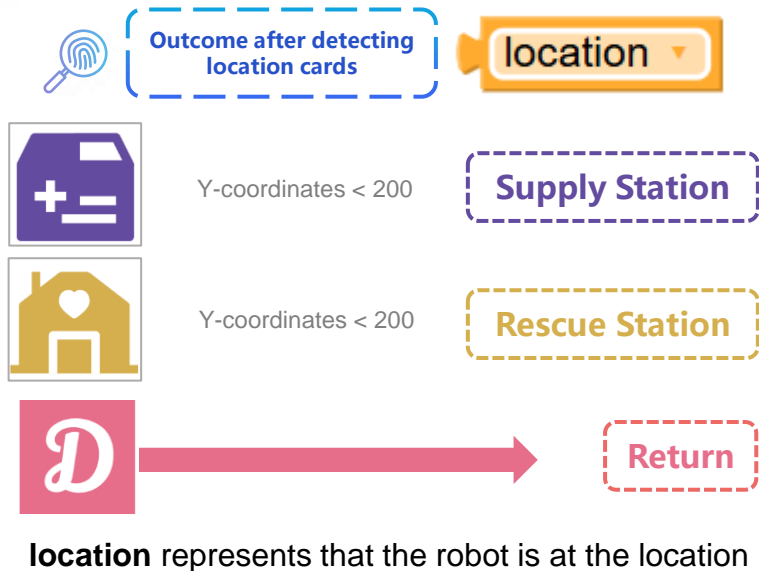 Outcome after detecting
location cards
location
Y-coordinates < 200
Supply Station
Y-coordinates < 200
Rescue Station
D
Return
location represents that the robot is at the location